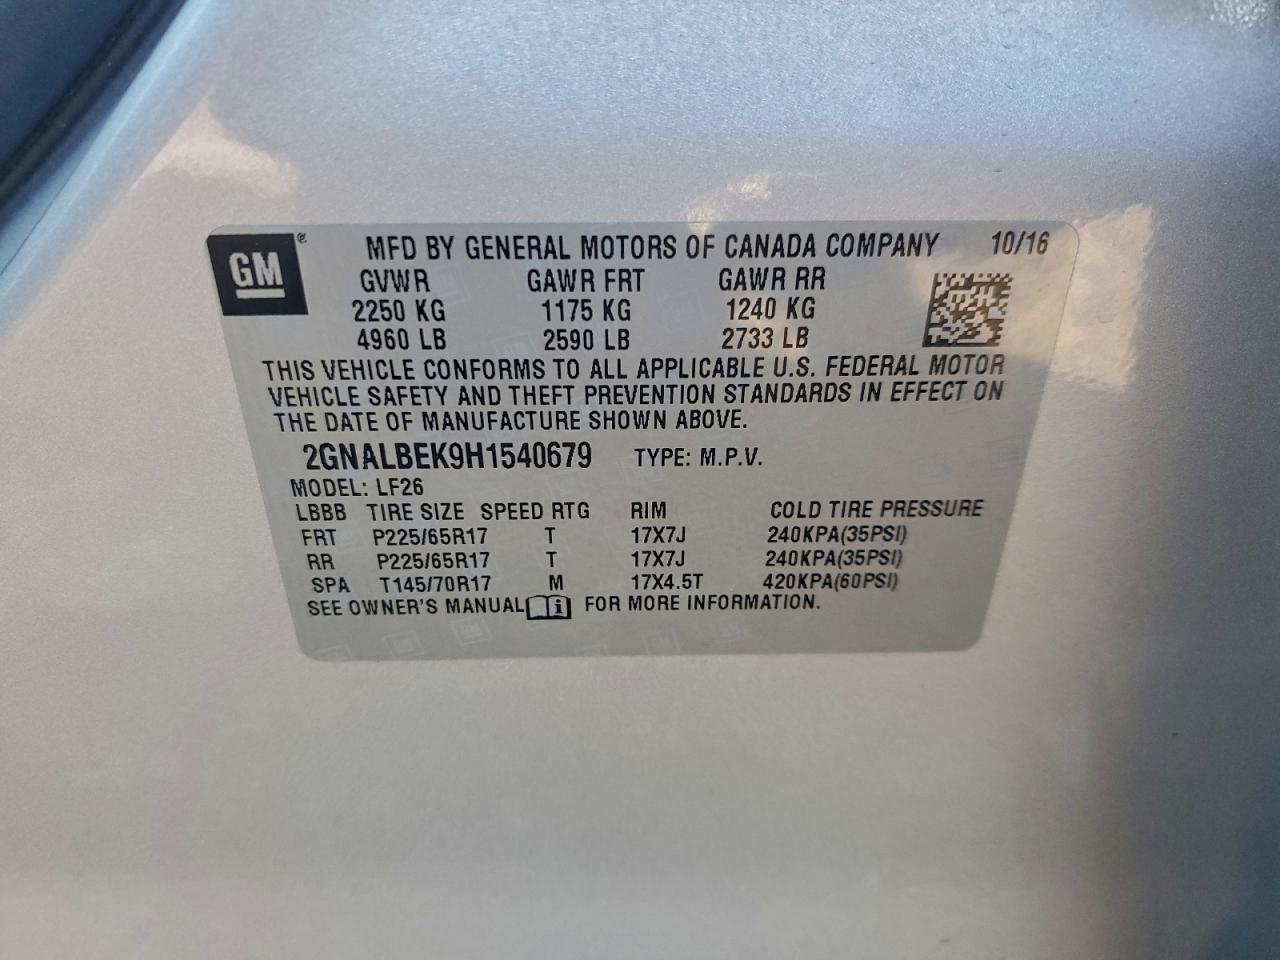 GM®
MFD BY GENERAL MOTORS OF CANADA COMPANY 10/16
GVWR GAWR FRT GAWR RR
2250 KG 1175 KG 1240 KG
4960 LB 2590 LB 2733 LB
THIS VEHICLE CONFORMS TO ALL APPLICABLE U.S. FEDERAL MOTOR
VEHICLE SAFETY AND THEFT PREVENTION STANDARDS IN EFFECT ON
THE DATE OF MANUFACTURE SHOWN ABOVE.
2GNALBEK9H1540679 TYPE: M.P.V.
MODEL: LF26
LBBB TIRE SIZE SPEED RTG RIM COLD TIRE PRESSURE
FRT P225/65R17 T 17X7J 240KPA(35PSI)
RR P225/65R17 T 17X7J 240KPA(35PSI)
SPA T145/70R17 M 17X4.5T 420KPA(60PSI)
SEE OWNER'S MANUAL i FOR MORE INFORMATION.